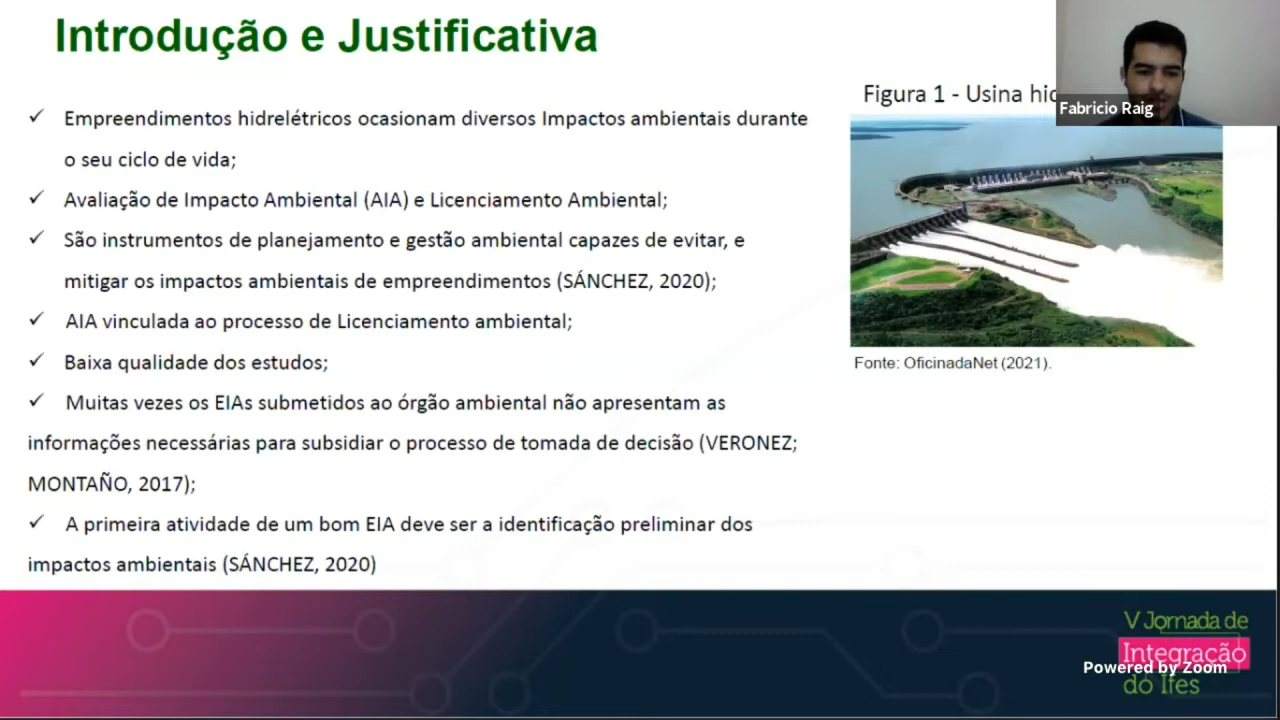 Introdução e Justificativa
Empreendimentos hidrelétricos ocasionam diversos Impactos ambientais durante
o seu ciclo de vida;
Avaliação de Impacto Ambiental (AIA) e Licenciamento Ambiental;
São instrumentos de planejamento e gestão ambiental capazes de evitar, e
mitigar os impactos ambientais de empreendimentos (SÁNCHEZ, 2020);
AIA vinculada ao processo de Licenciamento ambiental;
Baixa qualidade dos estudos;
Muitas vezes os EIAs submetidos ao órgão ambiental não apresentam as
informações necessárias para subsidiar o processo de tomada de decisão (VERONEZ;
MONTAÑO, 2017);
A primeira atividade de um bom EIA deve ser a identificação preliminar dos
impactos ambientais (SÁNCHEZ, 2020)
Figura 1 - Usina
Fabricio Raig
Fonte: OficinadaNet (2021).
V Jornada de
Integração
do Ifes
Powered by Zoom